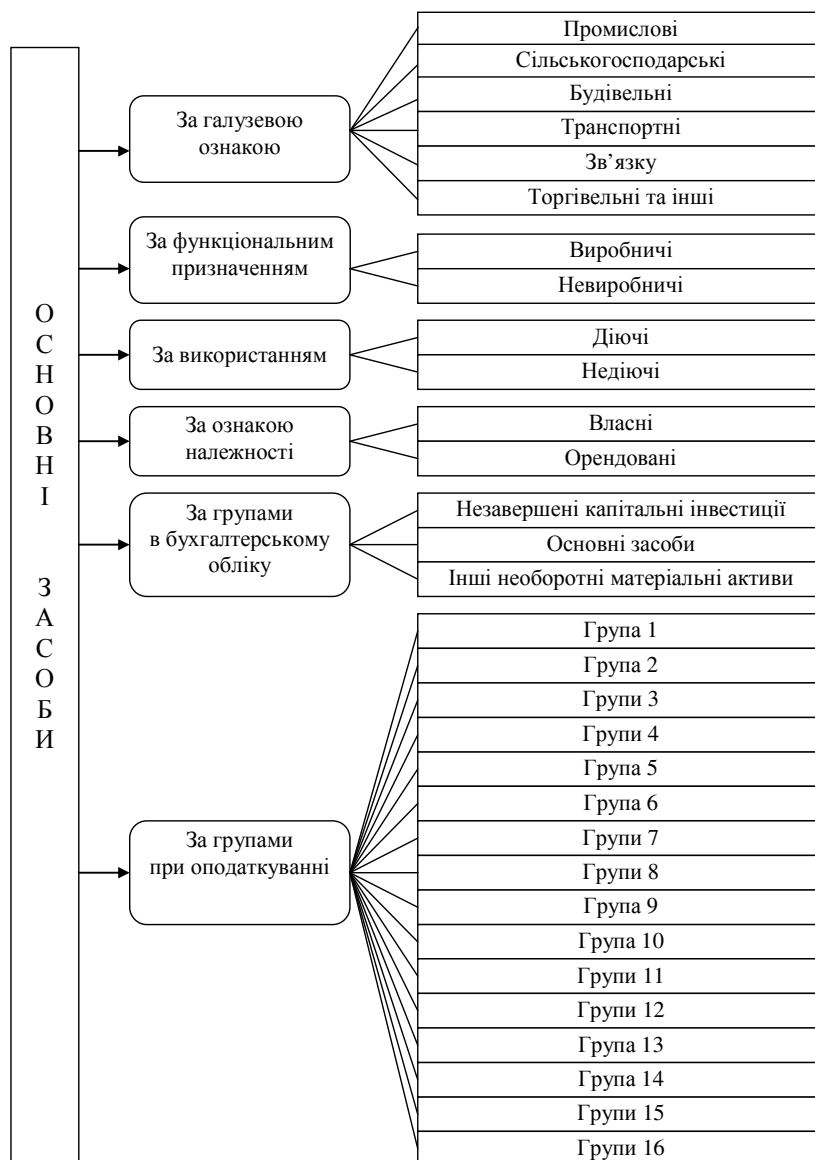 ОСНОВНІ ЗАСОБИ
За галузевою
ознакою
Промислові
Сільськогосподарські
Будівельні
Транспортні
Зв’язку
Торгівельні та інші
За функціональним
призначенням
Виробничі
Невиробничі
За використанням
Діючі
Недіючі
За ознакою
належності
Власні
Орендовані
За групами
в бухгалтерському
обліку
Незавершені капітальні інвестиції
Основні засоби
Інші необоротні матеріальні активи
За групами
при оподаткуванні
Група 1
Група 2
Групи 3
Групи 4
Група 5
Група 6
Групи 7
Групи 8
Група 9
Група 10
Групи 11
Групи 12
Група 13
Група 14
Групи 15
Групи 16